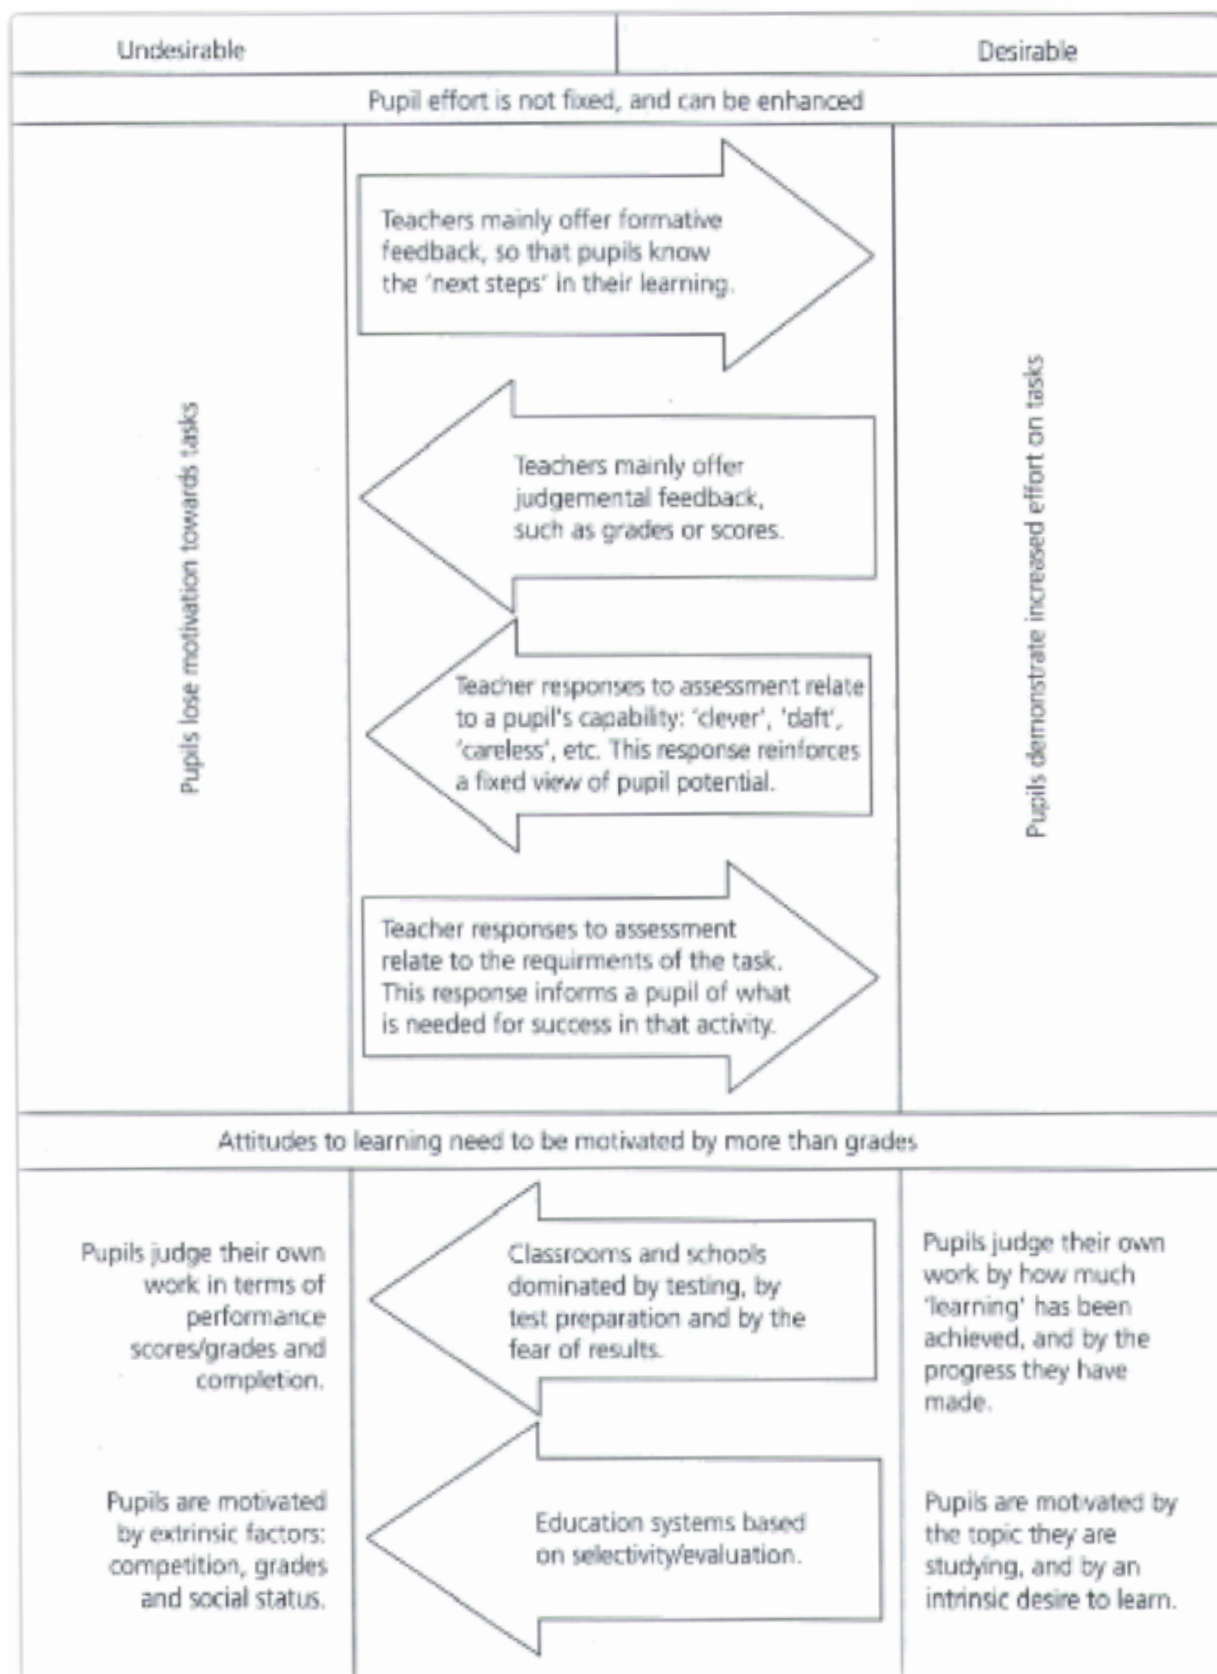 Undesirable
Desirable
Pupil effort is not fixed, and can be enhanced
Pupils lose motivation towards tasks
Teachers mainly offer formative
feedback, so that pupils know
the 'next steps' in their learning.
Teachers mainly offer
judgemental feedback,
such as grades or scores.
Teacher responses to assessment relate
to a pupil's capability: 'clever', 'daft',
'careless', etc. This response reinforces
a fixed view of pupil potential.
Teacher responses to assessment
relate to the requirments of the task.
This response informs a pupil of what
is needed for success in that activity.
Pupils demonstrate increased effort on tasks
Attitudes to learning need to be motivated by more than grades
Pupils judge their own
work in terms of
performance
scores/grades and
completion.
Classrooms and schools
dominated by testing, by
test preparation and by the
fear of results.
Pupils judge their own
work by how much
'learning' has been
achieved, and by the
progress they have
made.
Pupils are motivated
by extrinsic factors:
competition, grades
and social status.
Education systems based
on selectivity/evaluation.
Pupils are motivated by
the topic they are
studying, and by an
intrinsic desire to learn.